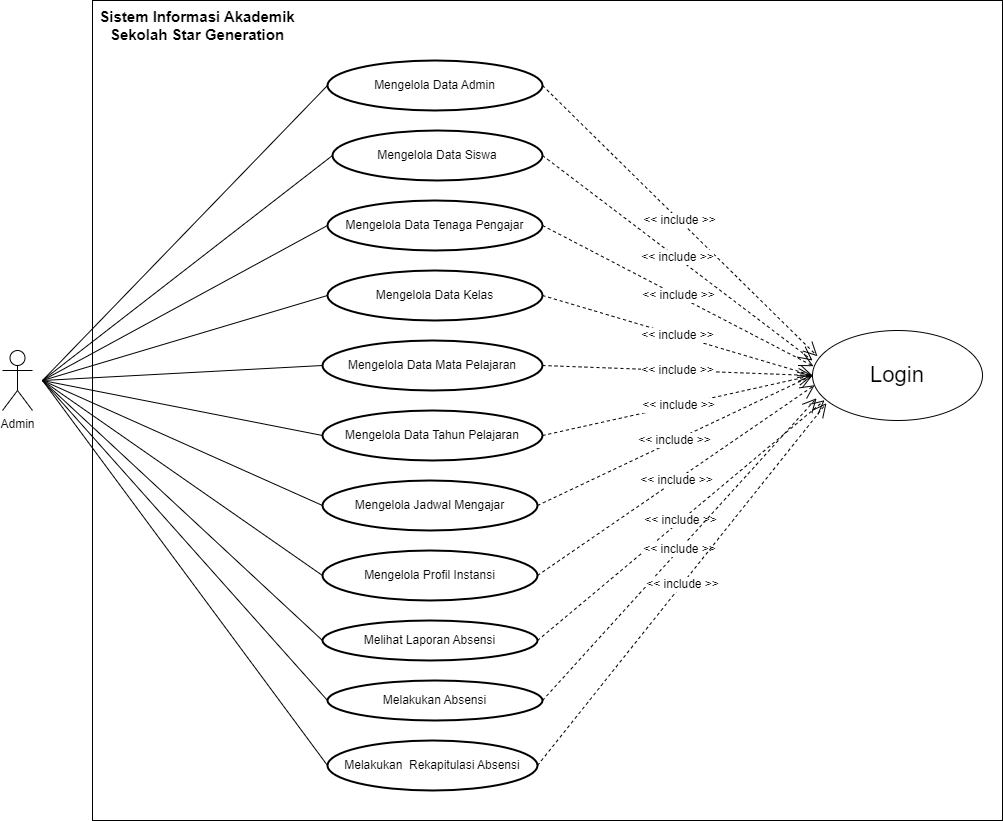 Sistem Informasi Akademik
Sekolah Star Generation
Mengelola Data Admin
Mengelola Data Siswa
<< include >>
Mengelola Data Tenaga Pengajar
<< include >>
Mengelola Data Kelas
<< include >>
<< include >>
Mengelola Data Mata Pelajaran
<< include >>
Login
Admin
<< include >>
Mengelola Data Tahun Pelajaran
<< include >>
<< include >>
Mengelola Jadwal Mengajar
<< include >>
<< include >>
Mengelola Profil Instansi
<< include >>
Melihat Laporan Absensi
Melakukan Absensi
Melakukan  Rekapitulasi Absensi